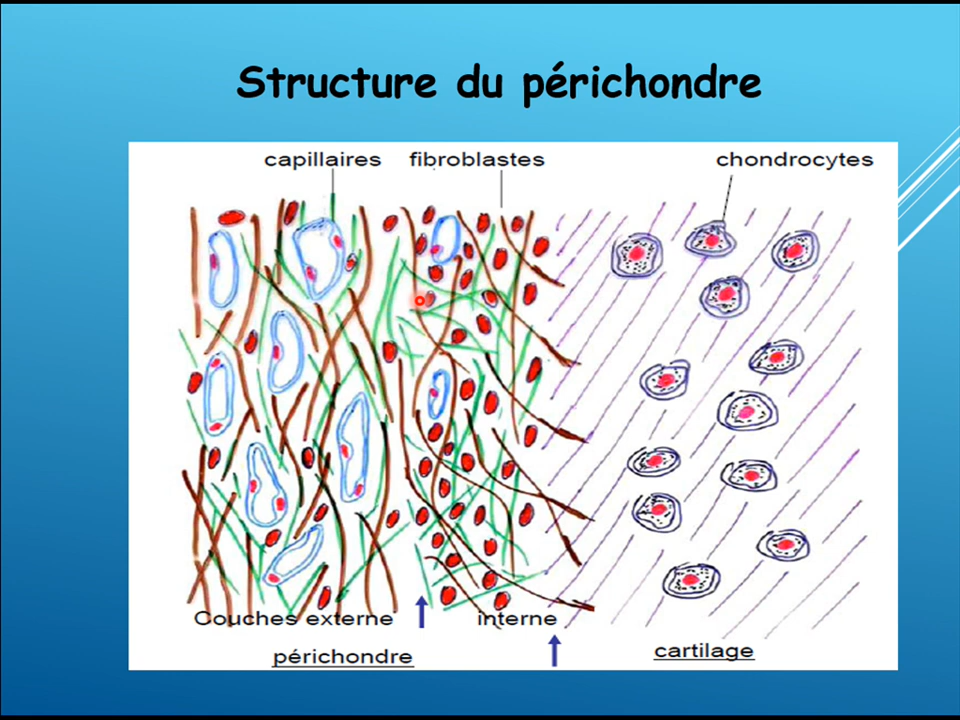 Structure du périchondre
capillaires fibroblastes chondrocytes
Couches externe interne
périchondre cartilage